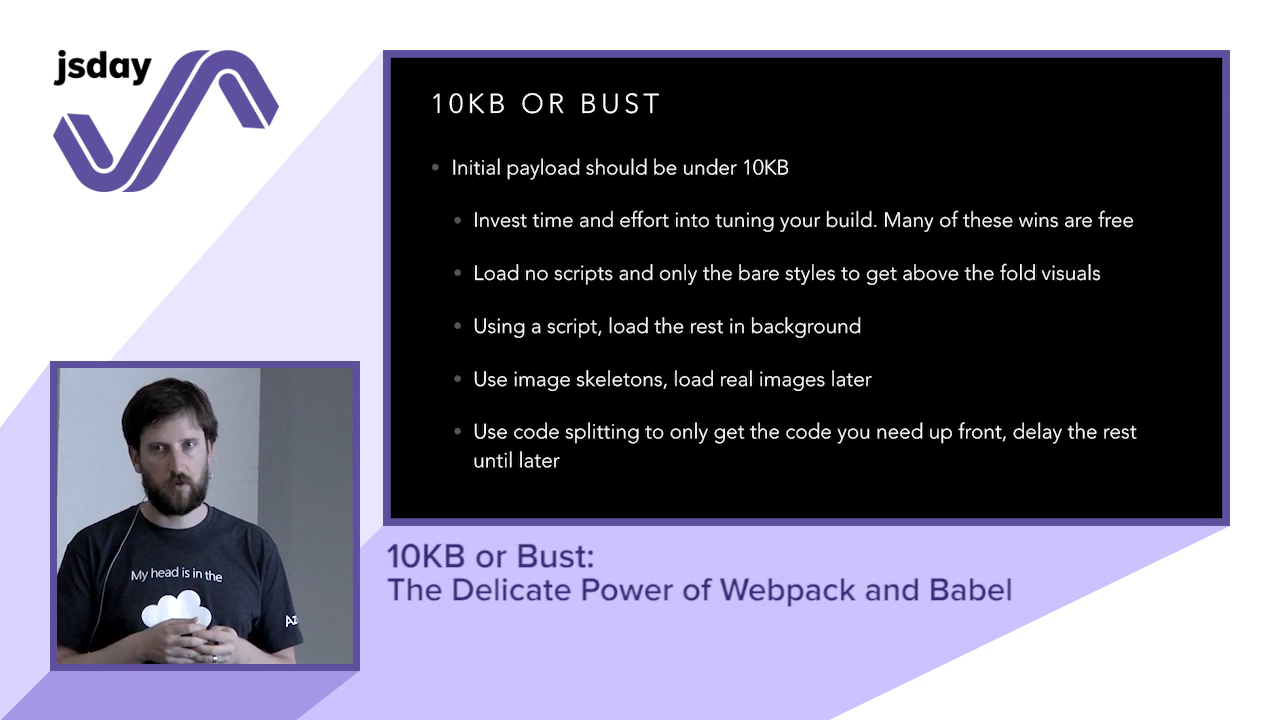 jsday
10KB OR BUST
• Initial payload should be under 10KB
• Invest time and effort into tuning your build. Many of these wins are free
• Load no scripts and only the bare styles to get above the fold visuals
• Using a script, load the rest in background
• Use image skeletons, load real images later
• Use code splitting to only get the code you need up front, delay the rest
until later
My head is in the
Az
10KB or Bust:
The Delicate Power of Webpack and Babel